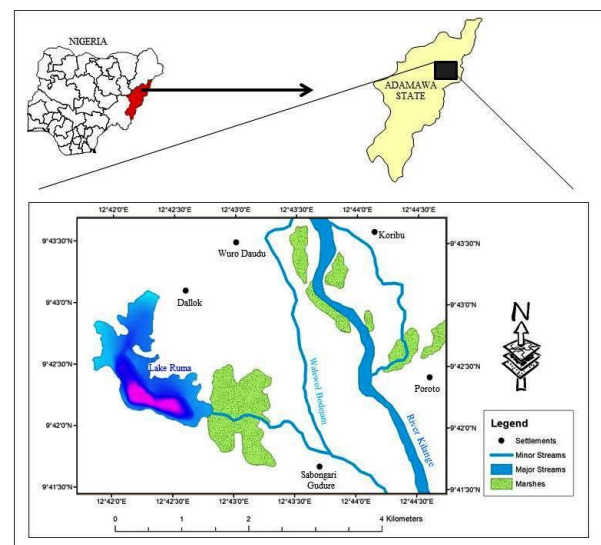 NIGERIA
ADAMAWA
STATE
12°42'0"E 12°42'30"E 12°43'0"E 12°43'30"E 12°44'0"E 12°44'30"E
9°43'30"N
9°43'0"N
9°42'30"N
9°42'0"N
9°41'30"N
Koribu
Wuro Daudu
Dallok
Lake Ruma
Walewol Bodejam
Poroto
River Kilange
Sabongari
Gudure
9°43'30"N
9°43'0"N
9°42'30"N
9°42'0"N
9°41'30"N
12°42'0"E 12°42'30"E 12°43'0"E 12°43'30"E 12°44'0"E 12°44'30"E
N
Legend
Settlements
Minor Streams
Major Streams
Marshes
0 1 2 4 Kilometers